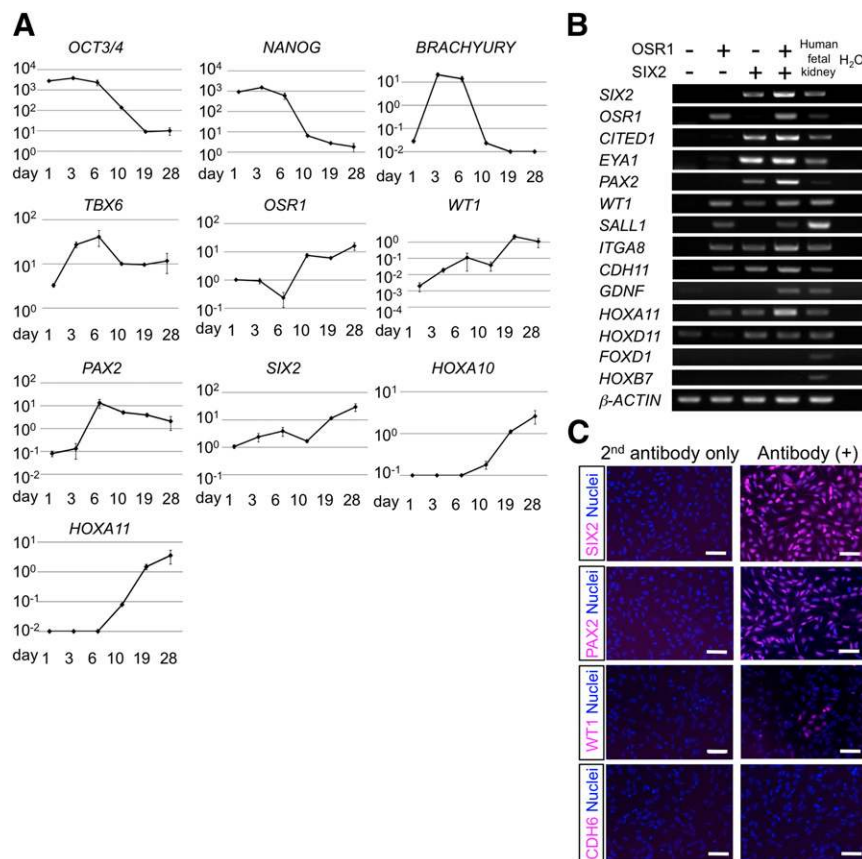 A
OCT3/4
10⁴
10³
10²
10¹
10⁰
day 1 3 6 10 19 28
NANOG
10⁴
10³
10²
10¹
10⁰
1 3 6 10 19 28
BRACHYURY
10¹
10⁰
10⁻¹
10⁻²
1 3 6 10 19 28
TBX6
10²
10¹
10⁰
day 1 3 6 10 19 28
OSR1
10²
10¹
10⁰
10⁻¹
1 3 6 10 19 28
WT1
10⁰
10⁻¹
10⁻²
10⁻³
10⁻⁴
1 3 6 10 19 28
PAX2
10²
10¹
10⁰
10⁻¹
10⁻²
day 1 3 6 10 19 28
SIX2
10²
10¹
10⁰
10⁻¹
1 3 6 10 19 28
HOXA10
10¹
10⁰
10⁻¹
1 3 6 10 19 28
HOXA11
10¹
10⁰
10⁻¹
10⁻²
day 1 3 6 10 19 28
B
OSR1 - + - +
SIX2 - - + +
Human fetal kidney
H₂O
SIX2
OSR1
CITED1
EYA1
PAX2
WT1
SALL1
ITGA8
CDH11
GDNF
HOXA11
HOXD11
FOXD1
HOXB7
β-ACTIN
C
2nd antibody only
Antibody (+)
SIX2 Nuclei
PAX2 Nuclei
WT1 Nuclei
CDH6 Nuclei